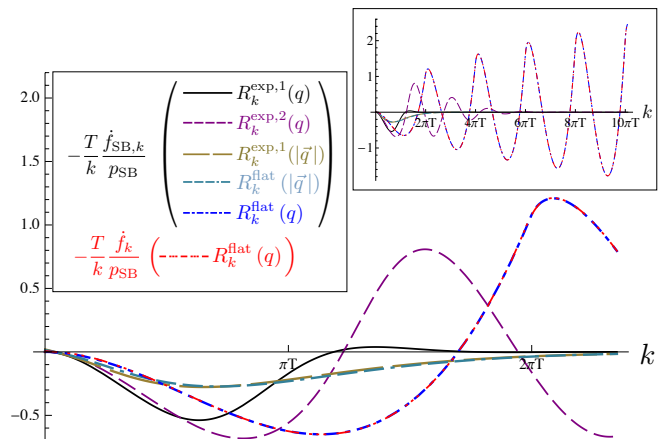 2
1
−1
2πT 4πT 6πT 8πT 10πT
k
2.0
1.5
1.0
0.5
−0.5
−T/k ḟ_SB,k/p_SB
R_k^exp,1(q)
R_k^exp,2(q)
R_k^exp,1(|q⃗|)
R_k^flat(|q⃗|)
R_k^flat(q)
−T/k ḟ_k/p_SB ( R_k^flat(q) )
πT 2πT k